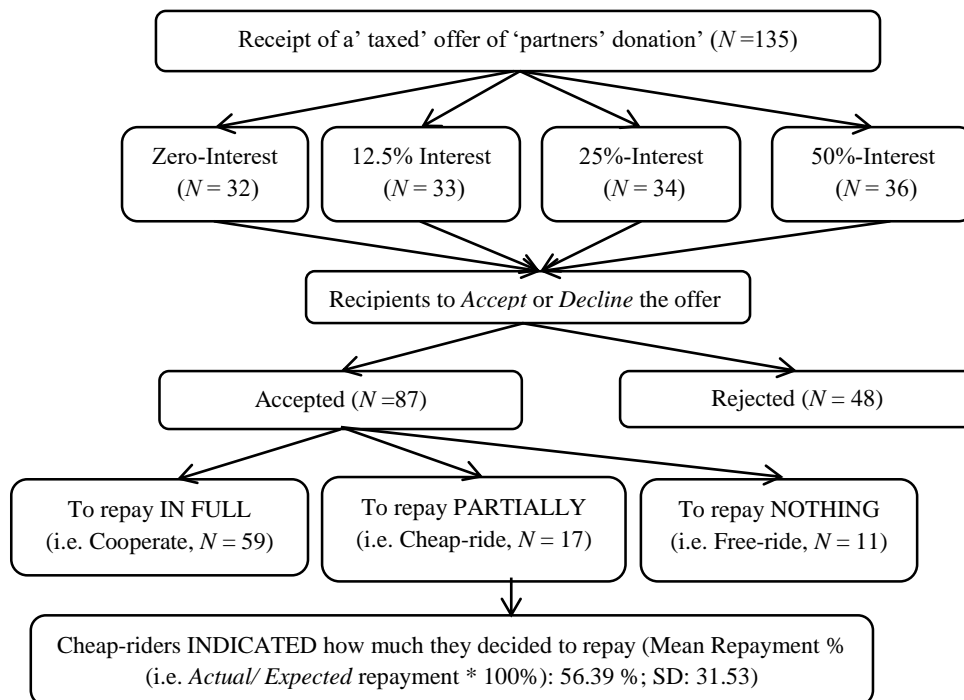 Receipt of a’ taxed’ offer of ‘partners’ donation’ (N =135)
Zero-Interest
(N = 32)
12.5% Interest
(N = 33)
25%-Interest
(N = 34)
50%-Interest
(N = 36)
Recipients to Accept or Decline the offer
Accepted (N =87)
Rejected (N = 48)
To repay IN FULL
(i.e. Cooperate, N = 59)
To repay PARTIALLY
(i.e. Cheap-ride, N = 17)
To repay NOTHING
(i.e. Free-ride, N = 11)
Cheap-riders INDICATED how much they decided to repay (Mean Repayment %
(i.e. Actual/ Expected repayment * 100%): 56.39 %; SD: 31.53)